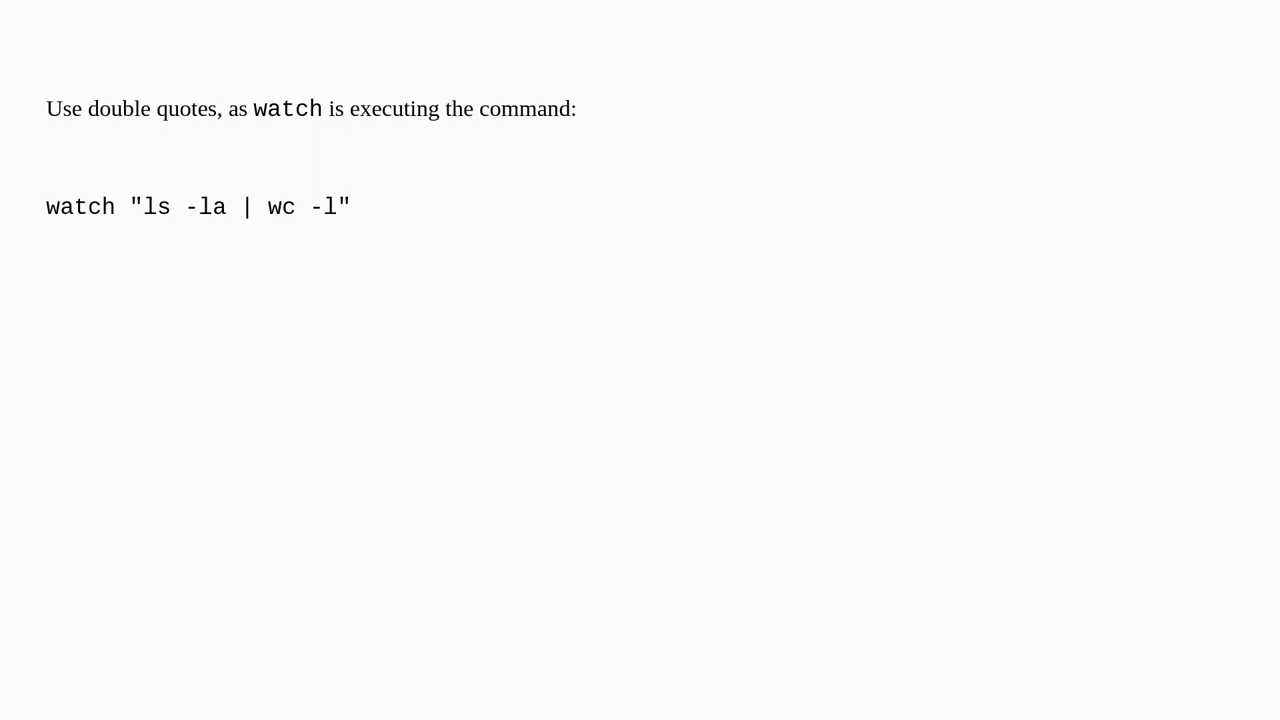 Use double quotes, as watch is executing the command:
watch "ls -la | wc -l"